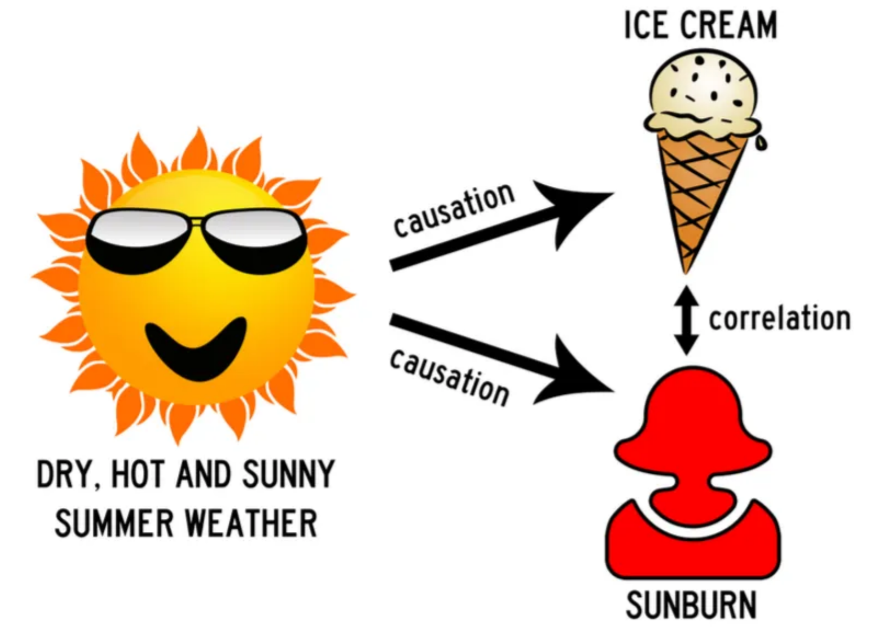 ICE CREAM
causation
correlation
causation
DRY, HOT AND SUNNY
SUMMER WEATHER
SUNBURN